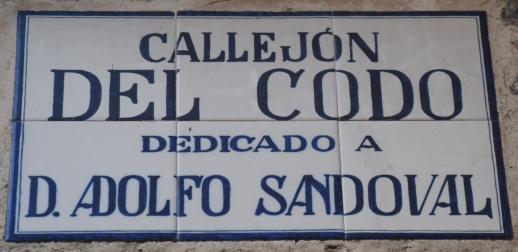 CALLEJÓN
DEL CODO
DEDICADO A
D. ADOLFO SANDOVAL